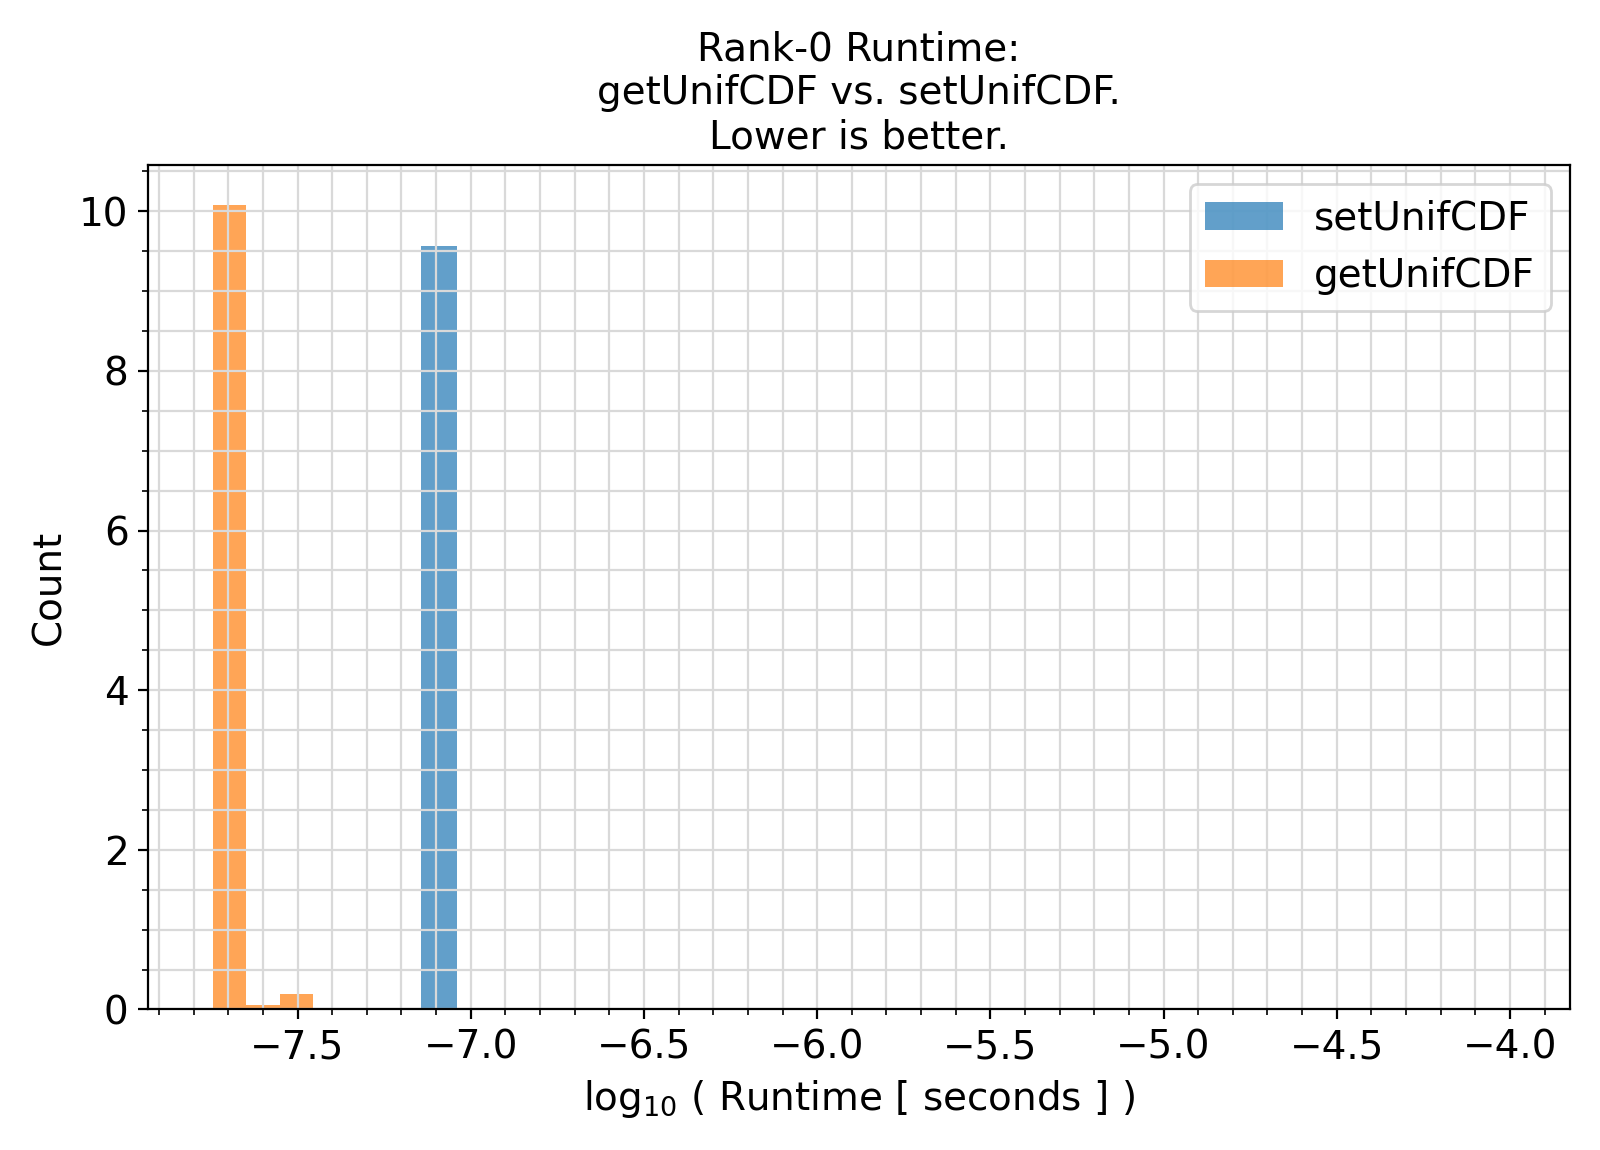 Rank-0 Runtime:
getUnifCDF vs. setUnifCDF.
Lower is better.
setUnifCDF
getUnifCDF
Count
10
8
6
4
2
0
−7.5 −7.0 −6.5 −6.0 −5.5 −5.0 −4.5 −4.0
log₁₀ ( Runtime [ seconds ] )